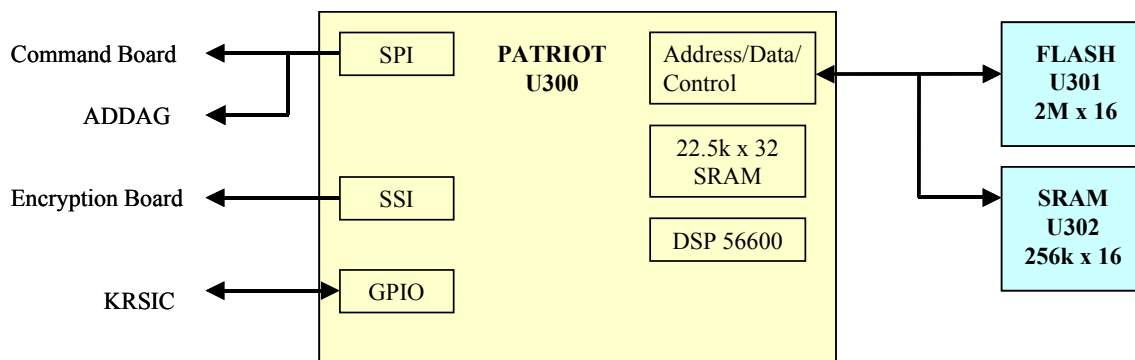 Command Board
ADDAG
Encryption Board
KRSIC
SPI
SSI
GPIO
PATRIOT
U300
Address/Data/
Control
22.5k x 32
SRAM
DSP 56600
FLASH
U301
2M x 16
SRAM
U302
256k x 16